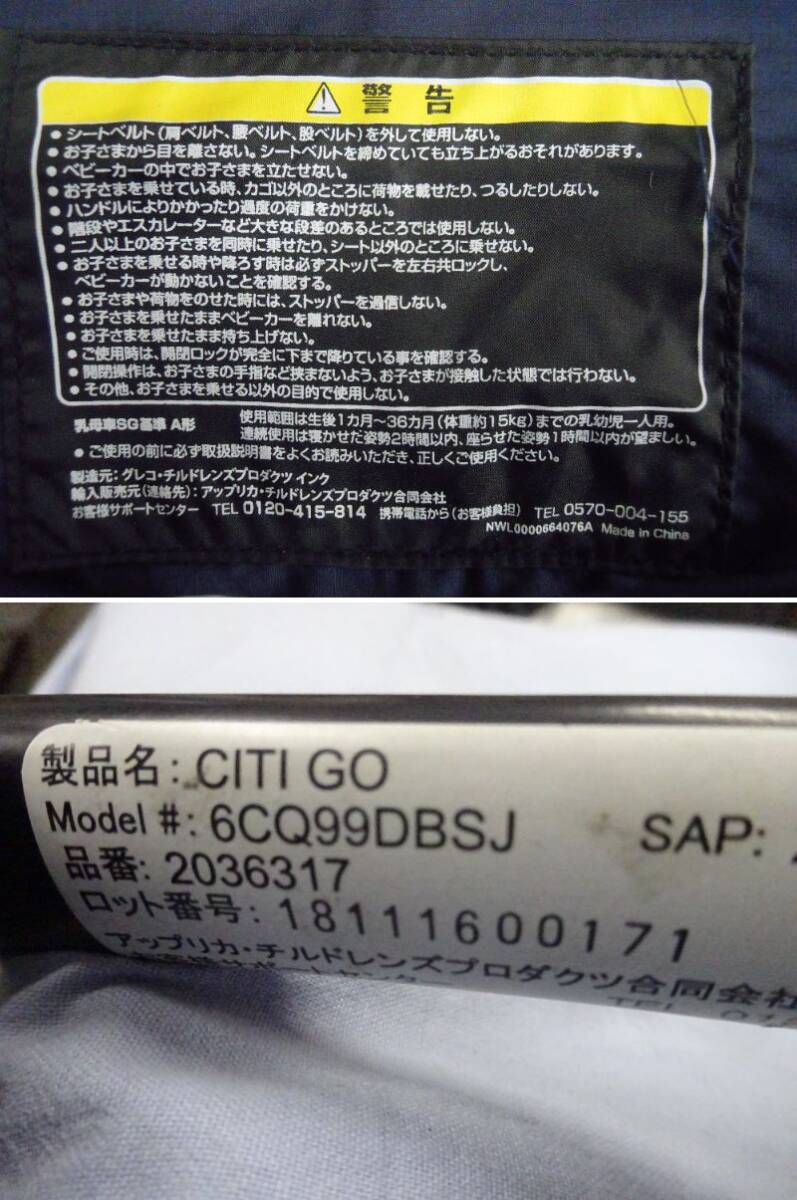 警告
• シートベルト(肩ベルト、腰ベルト、股ベルト)を外して使用しない。
• お子さまから目を離さない。シートベルトを締めていても立ち上がるおそれがあります。
• ベビーカーの中でお子さまを立たせない。
• お子さまを乗せている時、カゴ以外のところに荷物を載せたり、つるしたりしない。
• ハンドルによりかかったり過度の荷重をかけない。
• 階段やエスカレーターなど大きな段差のあるところでは使用しない。
• 二人以上のお子さまを同時に乗せたり、シート以外のところに乗せない。
• お子さまを乗せる時や降ろす時は必ずストッパーを左右共ロックし、
ベビーカーが動かないことを確認する。
• お子さまや荷物をのせた時には、ストッパーを過信しない。
• お子さまを乗せたままベビーカーを離れない。
• お子さまを乗せたまま持ち上げない。
• ご使用時は、開閉ロックが完全に下まで降りている事を確認する。
• 開閉操作は、お子さまの手指など挟まないよう、お子さまが接触した状態では行わない。
• その他、お子さまを乗せる以外の目的で使用しない。
乳母車SG基準 A形 使用範囲は生後1カ月～36カ月(体重約15kg)までの乳幼児一人用。
連続使用は寝かせた姿勢2時間以内、座らせた姿勢1時間以内が望ましい。
• ご使用の前に必ず取扱説明書をよくお読みいただき、正しくご使用ください。
製造元:グレコ・チルドレンズプロダクツ インク
輸入販売元(連絡先):アップリカ・チルドレンズプロダクツ合同会社
お客様サポートセンター TEL 0120-415-814 携帯電話から(お客様負担) TEL 0570-004-155
NWL0000664076A Made in China
製品名: CITI GO
Model #: 6CQ99DBSJ SAP:
品番: 2036317
ロット番号: 18111600171
アップリカ・チルドレンズプロダクツ合同会社
お客様サポートセンター TEL